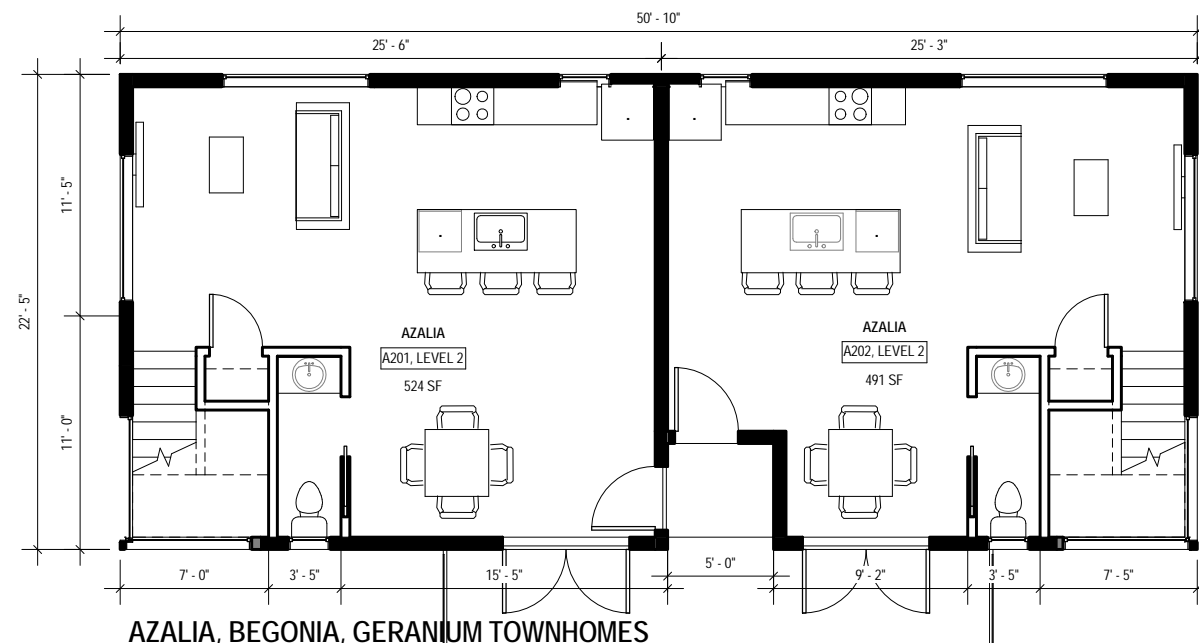 50' - 10"
25' - 6"
25' - 3"
22' - 5"
11' - 5"
11' - 0"
AZALIA
A201, LEVEL 2
524 SF
AZALIA
A202, LEVEL 2
491 SF
7' - 0"
3' - 5"
15' - 5"
5' - 0"
9' - 2"
3' - 5"
7' - 5"
AZALIA, BEGONIA, GERANIUM TOWNHOMES